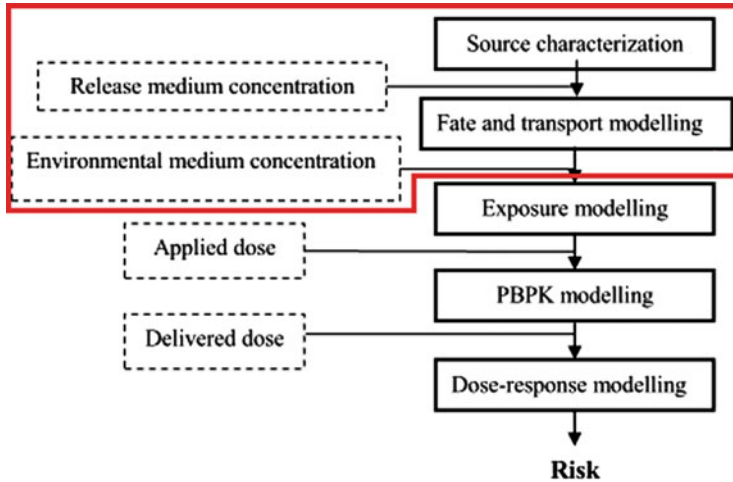 Source characterization
Release medium concentration
Fate and transport modelling
Environmental medium concentration
Exposure modelling
Applied dose
PBPK modelling
Delivered dose
Dose-response modelling
Risk